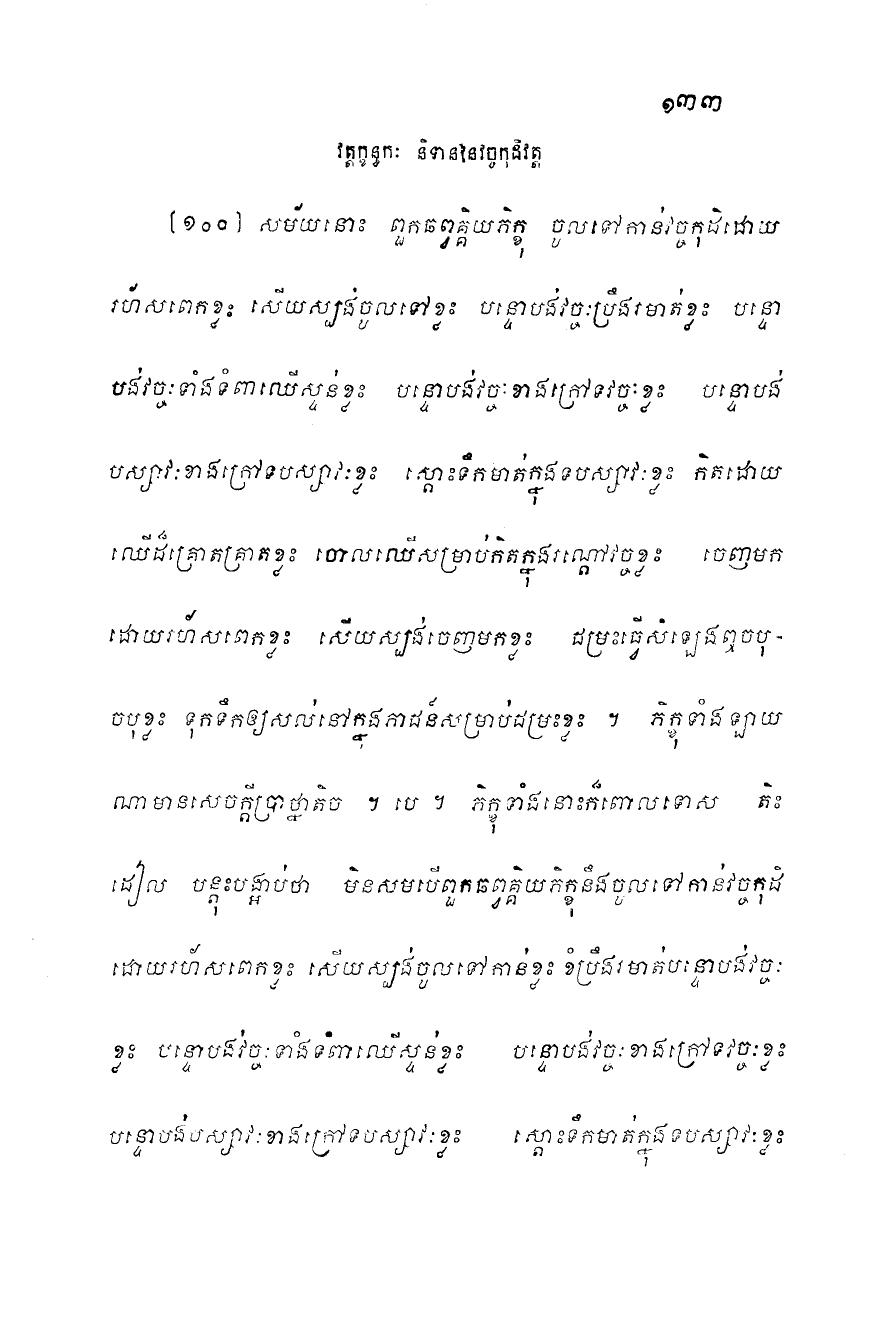 ១៣៣
វត្តក្ខន្ធកៈ និទាននៃវច្ចកុដិវត្ត
[១០០] សម័យនោះ ពួកឆព្វគ្គិយភិក្ខុ ចូលទៅកាន់វច្ចកុដិដោយ
រហ័សពេកខ្លះ សើយស្បង់ចូលទៅខ្លះ បន្ទោបង់វច្ចៈប្រឹងរមាត់ខ្លះ បន្ទោ
បង់វច្ចៈទាំងទំពាឈើស្ទន់ខ្លះ បន្ទោបង់វច្ចៈខាងក្រៅទវច្ចៈខ្លះ បន្ទោបង់
បស្សាវៈខាងក្រៅទបស្សាវៈខ្លះ ស្តោះទឹកមាត់ក្នុងទបស្សាវៈខ្លះ កិតដោយ
ឈើដ៏គ្រោតគ្រាតខ្លះ ចោលឈើសម្រាប់កិតក្នុងរណ្តៅវច្ចខ្លះ ចេញមក
ដោយរហ័សពេកខ្លះ សើយស្បង់ចេញមកខ្លះ ជម្រះធ្វើសំឡេងឮចបុ-
ចបុខ្លះ ទុកទឹកឲ្យសល់នៅក្នុងភាជន៍សម្រាប់ជម្រះខ្លះ ។ ភិក្ខុទាំងឡាយ
ណាមានសេចក្តីប្រាថ្នាតិច ។ បេ ។ ភិក្ខុទាំងនោះក៏ពោលទោស តិះ
ដៀល បន្តុះបង្អាប់ថា មិនសមបើពួកឆព្វគ្គិយភិក្ខុនឹងចូលទៅកាន់វច្ចកុដិ
ដោយរហ័សពេកខ្លះ សើយស្បង់ចូលទៅកាន់ខ្លះ ខំប្រឹងរមាត់បន្ទោបង់វច្ចៈ
ខ្លះ បន្ទោបង់វច្ចៈទាំងទំពាឈើស្ទន់ខ្លះ បន្ទោបង់វច្ចៈខាងក្រៅទវច្ចៈខ្លះ
បន្ទោបង់បស្សាវៈខាងក្រៅទបស្សាវៈខ្លះ ស្តោះទឹកមាត់ក្នុងទបស្សាវៈខ្លះ